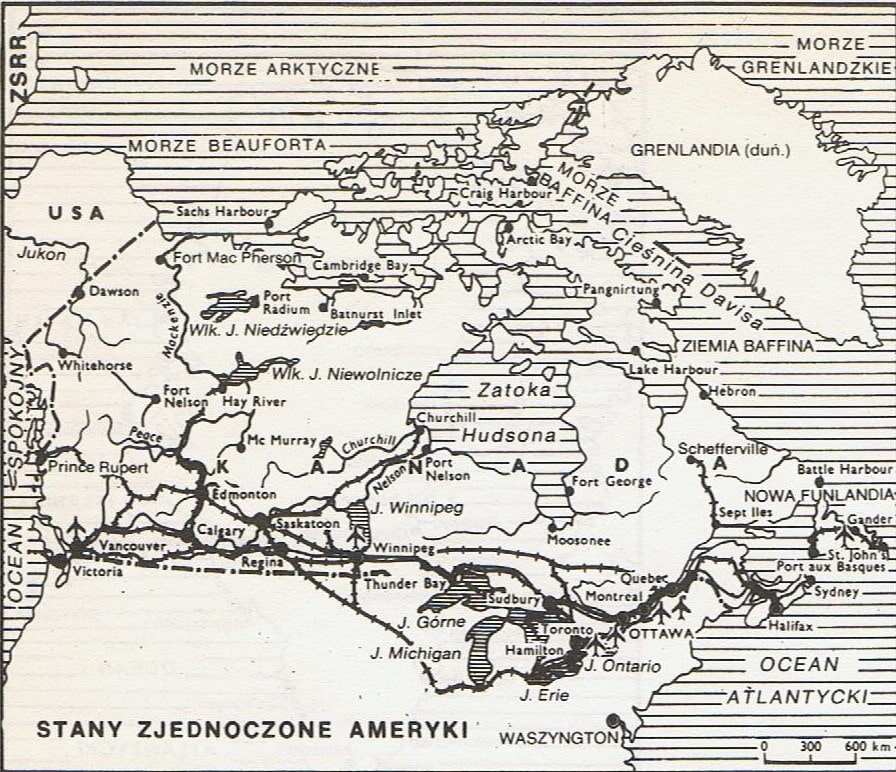 MORZE
GRENLANDZKIE
ZSRR
MORZE ARKTYCZNE
MORZE BEAUFORTA
GRENLANDIA (duń.)
MORZE
BAFFINA
Craig Harbour
USA
Sachs Harbour
Arctic Bay
Cieśnina Davisa
Jukon
Fort Mac Pherson
Cambridge Bay
Dawson
Mackenzie
Port
Radium
Batnurst Inlet
Pangnirtung
Wlk. J. Niedźwiedzie
ZIEMIA BAFFINA
Whitehorse
Wlk. J. Niewolnicze
Lake Harbour
Fort
Nelson
Hay River
Zatoka
Hudsona
Hebron
Churchill
OCEAN SPOKOJNY
Peace
Mc Murray
Churchill
Schefferville
Prince Rupert
KANADA
Nelson
Port
Nelson
Battle Harbour
Edmonton
Fort George
NOWA FUNLANDIA
J. Winnipeg
Sept Iles
Gander
Calgary
Saskatoon
Moosonee
Vancouver
Winnipeg
St. John's
Victoria
Regina
Port aux Basques
Thunder Bay
Quebec
Sydney
Sudbury
Montreal
J. Górne
Toronto
OTTAWA
Halifax
J. Michigan
Hamilton
J. Ontario
OCEAN
ATLANTYCKI
J. Erie
STANY ZJEDNOCZONE AMERYKI
WASZYNGTON
0 300 600 km